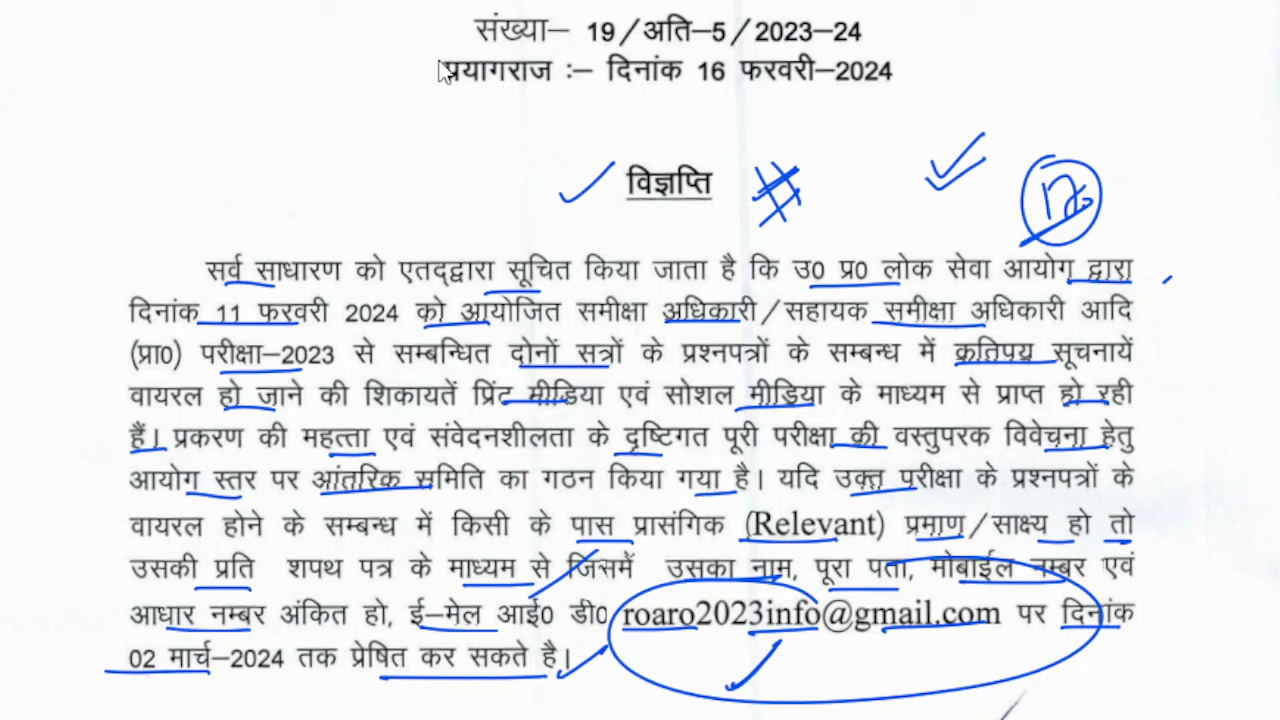 संख्या– 19/अति–5/2023–24
प्रयागराज :– दिनांक 16 फरवरी–2024
विज्ञप्ति #
सर्व साधारण को एतद्द्वारा सूचित किया जाता है कि उ0 प्र0 लोक सेवा आयोग द्वारा
दिनांक 11 फरवरी 2024 को आयोजित समीक्षा अधिकारी/सहायक समीक्षा अधिकारी आदि
(प्रा0) परीक्षा–2023 से सम्बन्धित दोनों सत्रों के प्रश्नपत्रों के सम्बन्ध में कतिपय सूचनायें
वायरल हो जाने की शिकायतें प्रिंट मीडिया एवं सोशल मीडिया के माध्यम से प्राप्त हो रही
हैं। प्रकरण की महत्ता एवं संवेदनशीलता के दृष्टिगत पूरी परीक्षा की वस्तुपरक विवेचना हेतु
आयोग स्तर पर आंतरिक समिति का गठन किया गया है। यदि उक्त परीक्षा के प्रश्नपत्रों के
वायरल होने के सम्बन्ध में किसी के पास प्रासंगिक (Relevant) प्रमाण/साक्ष्य हो तो
उसकी प्रति शपथ पत्र के माध्यम से जिसमें उसका नाम, पूरा पता, मोबाईल नम्बर एवं
आधार नम्बर अंकित हो, ई–मेल आई0 डी0 roaro2023info@gmail.com पर दिनांक
02 मार्च–2024 तक प्रेषित कर सकते है।